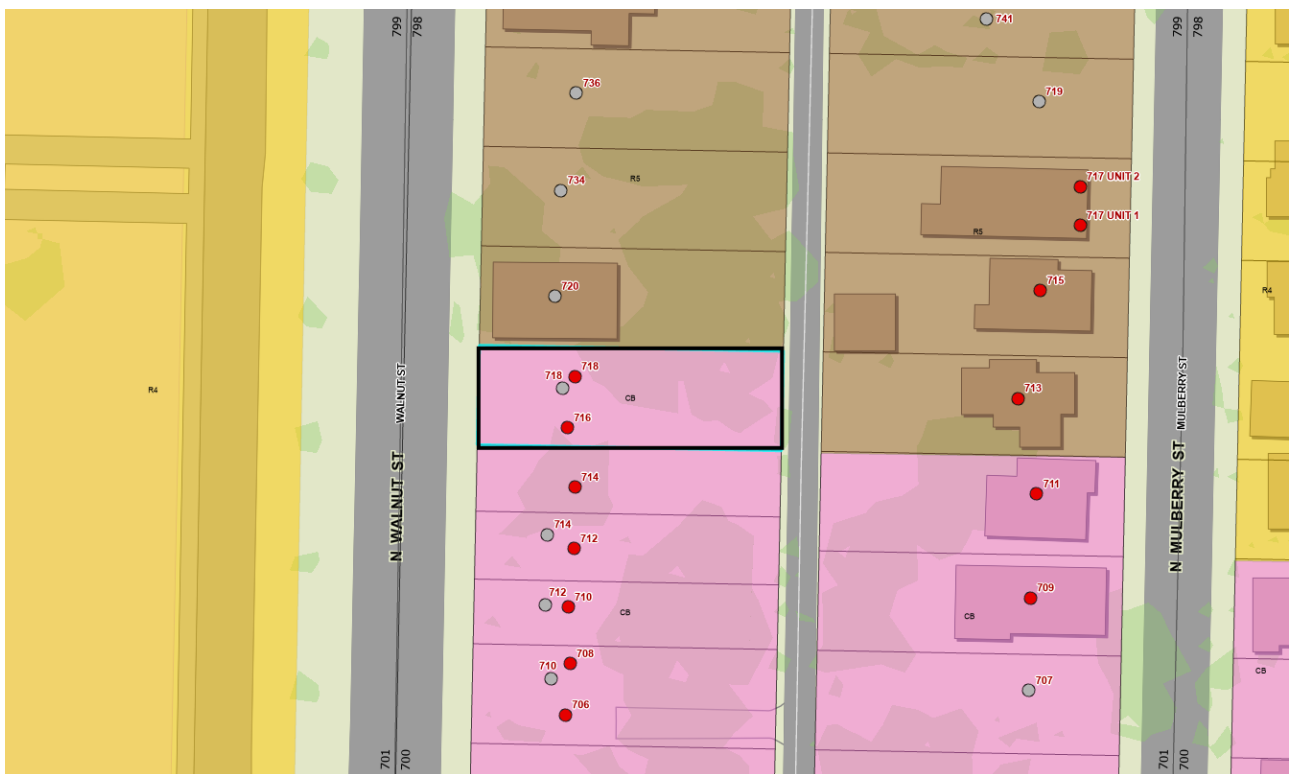 799
798
799
798
741
736
719
734
R5
717 UNIT 2
717 UNIT 1
R5
720
715
R4
R4
WALNUT ST
MULBERRY ST
718
718
CB
713
716
N WALNUT ST
N MULBERRY ST
714
711
714
712
712
710
CB
709
CB
708
710
707
CB
706
701
700
701
700